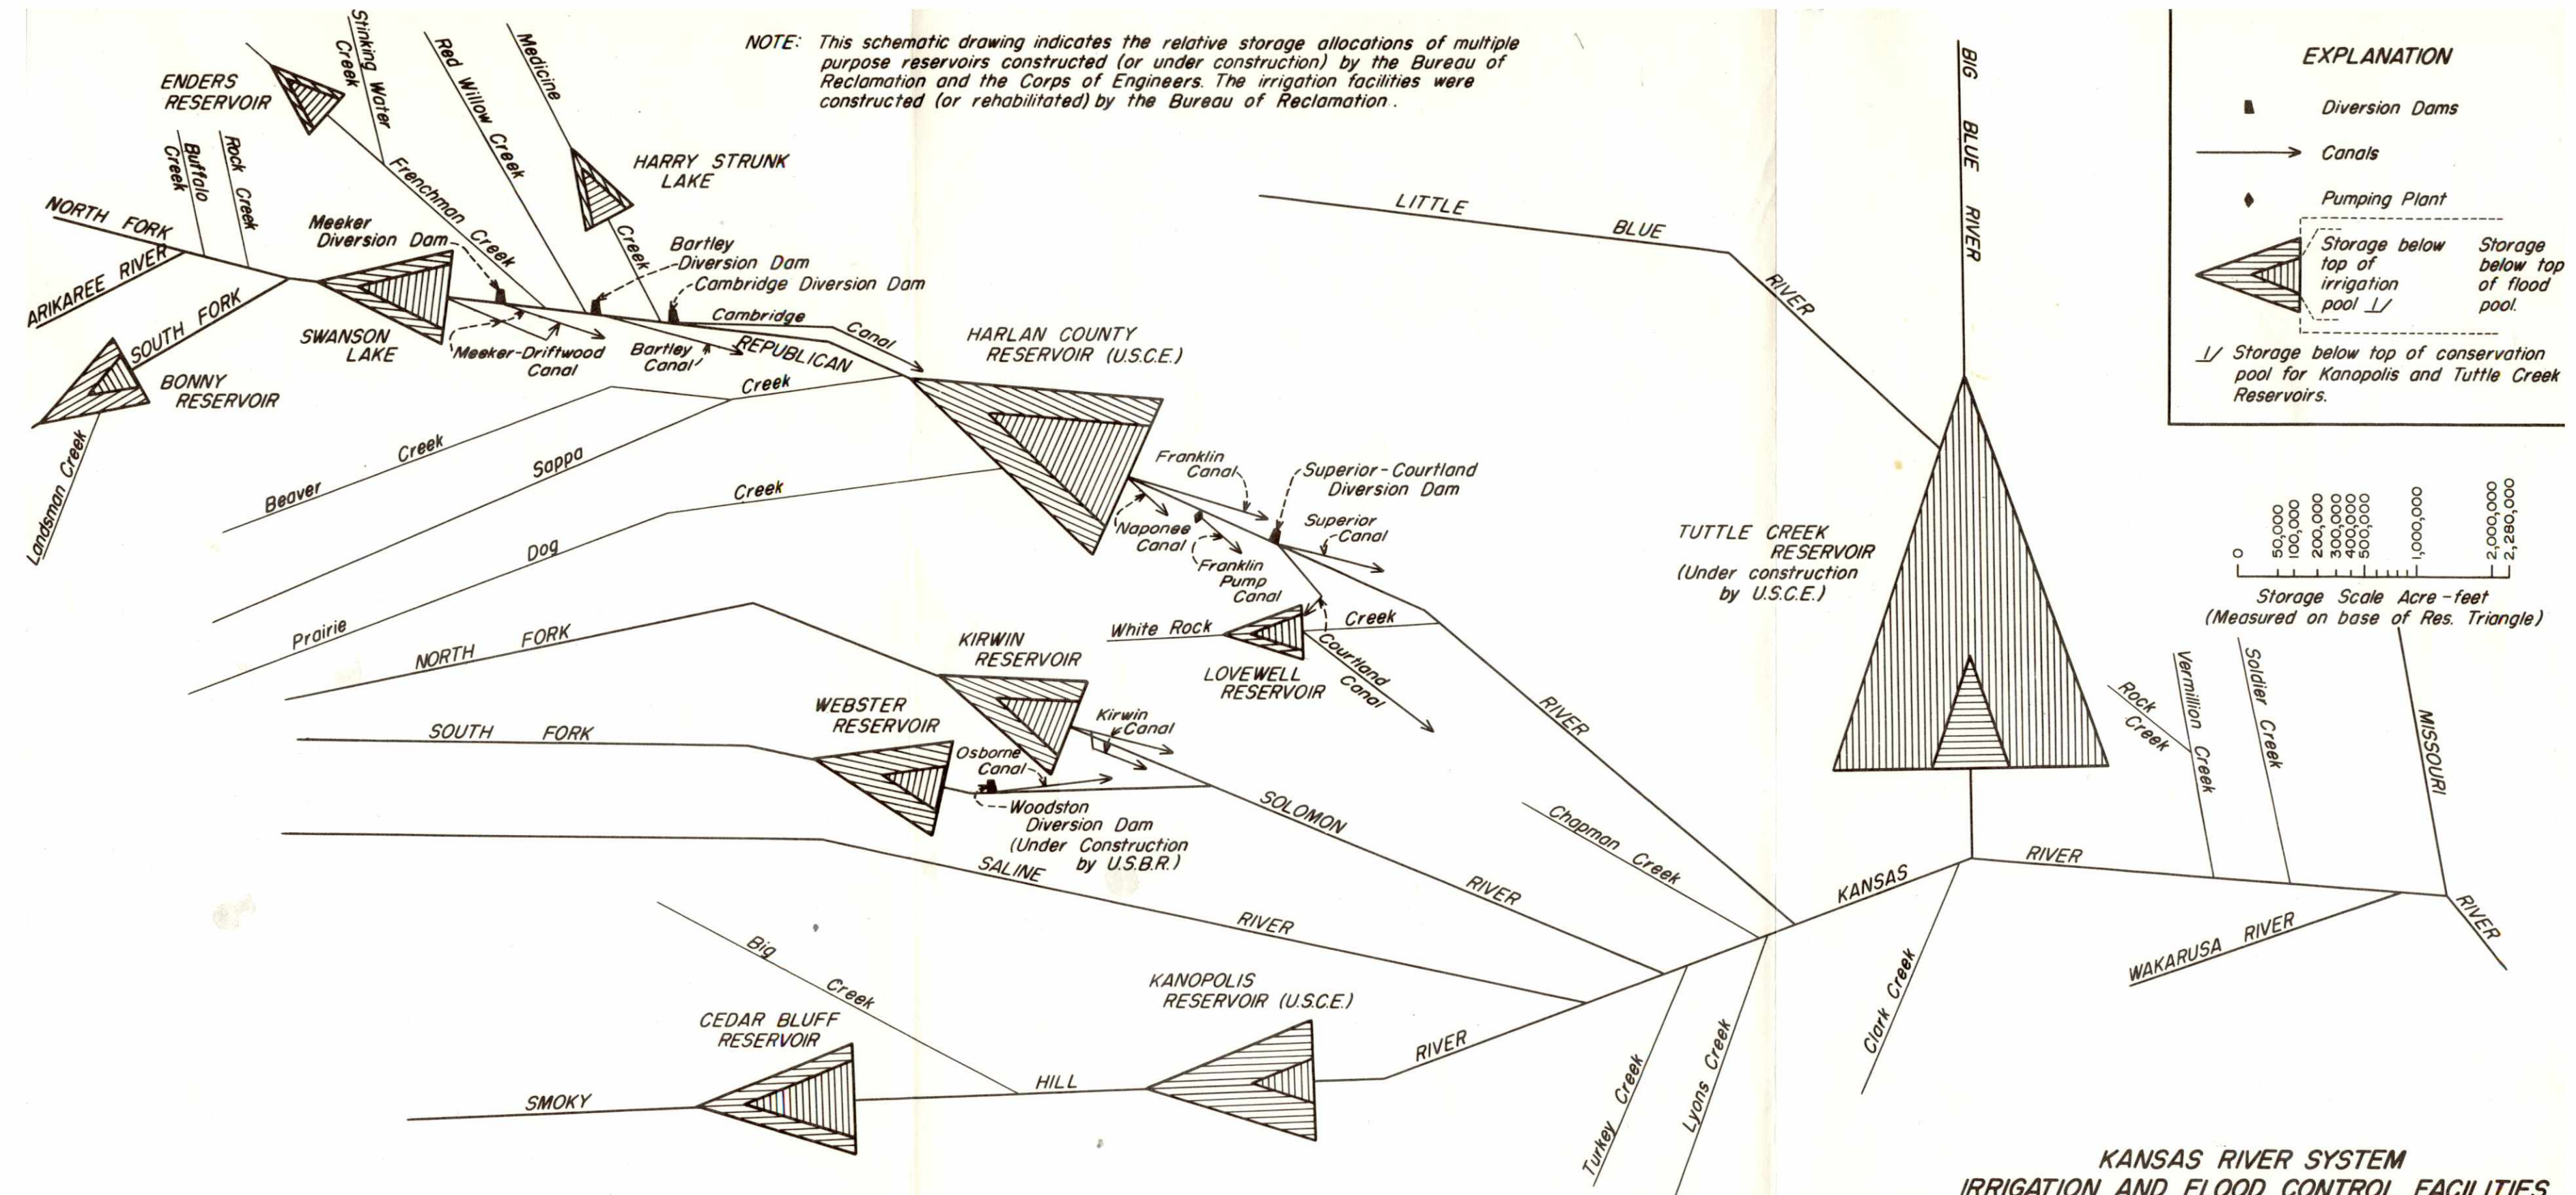 NOTE: This schematic drawing indicates the relative storage allocations of multiple
purpose reservoirs constructed (or under construction) by the Bureau of
Reclamation and the Corps of Engineers. The irrigation facilities were
constructed (or rehabilitated) by the Bureau of Reclamation.
EXPLANATION
Diversion Dams
Canals
Pumping Plant
Storage below
top of
irrigation
pool 1/
Storage
below top
of flood
pool.
1/ Storage below top of conservation
pool for Kanopolis and Tuttle Creek
Reservoirs.
ENDERS
RESERVOIR
Stinking Water
Creek
Red Willow Creek
Medicine
Creek
HARRY STRUNK
LAKE
Buffalo
Creek
Rock Creek
Frenchman Creek
NORTH FORK
ARIKAREE RIVER
SOUTH FORK
Meeker
Diversion Dam
Bartley
Diversion Dam
Cambridge Diversion Dam
Cambridge Canal
SWANSON
LAKE
Meeker-Driftwood
Canal
Bartley
Canal
REPUBLICAN
BONNY
RESERVOIR
Landsman Creek
HARLAN COUNTY
RESERVOIR (U.S.C.E.)
Beaver Creek
Sappa Creek
Prairie Dog Creek
Franklin
Canal
Superior-Courtland
Diversion Dam
Naponee
Canal
Superior
Canal
Franklin
Pump
Canal
White Rock Creek
LOVEWELL
RESERVOIR
Courtland
Canal
RIVER
LITTLE BLUE RIVER
BIG BLUE RIVER
TUTTLE CREEK
RESERVOIR
(Under construction
by U.S.C.E.)
0
50,000
100,000
200,000
300,000
400,000
500,000
1,000,000
2,000,000
2,280,000
Storage Scale Acre-feet
(Measured on base of Res. Triangle)
NORTH FORK
KIRWIN
RESERVOIR
Kirwin
Canal
SOUTH FORK
WEBSTER
RESERVOIR
Osborne
Canal
Woodston
Diversion Dam
(Under Construction
by U.S.B.R.)
SOLOMON RIVER
SALINE RIVER
Chapman Creek
Big Creek
CEDAR BLUFF
RESERVOIR
KANOPOLIS
RESERVOIR (U.S.C.E.)
SMOKY HILL RIVER
Turkey Creek
Lyons Creek
Clark Creek
KANSAS RIVER
Rock
Creek
Vermillion Creek
Soldier Creek
WAKARUSA RIVER
MISSOURI RIVER
KANSAS RIVER SYSTEM
IRRIGATION AND FLOOD CONTROL FACILITIES